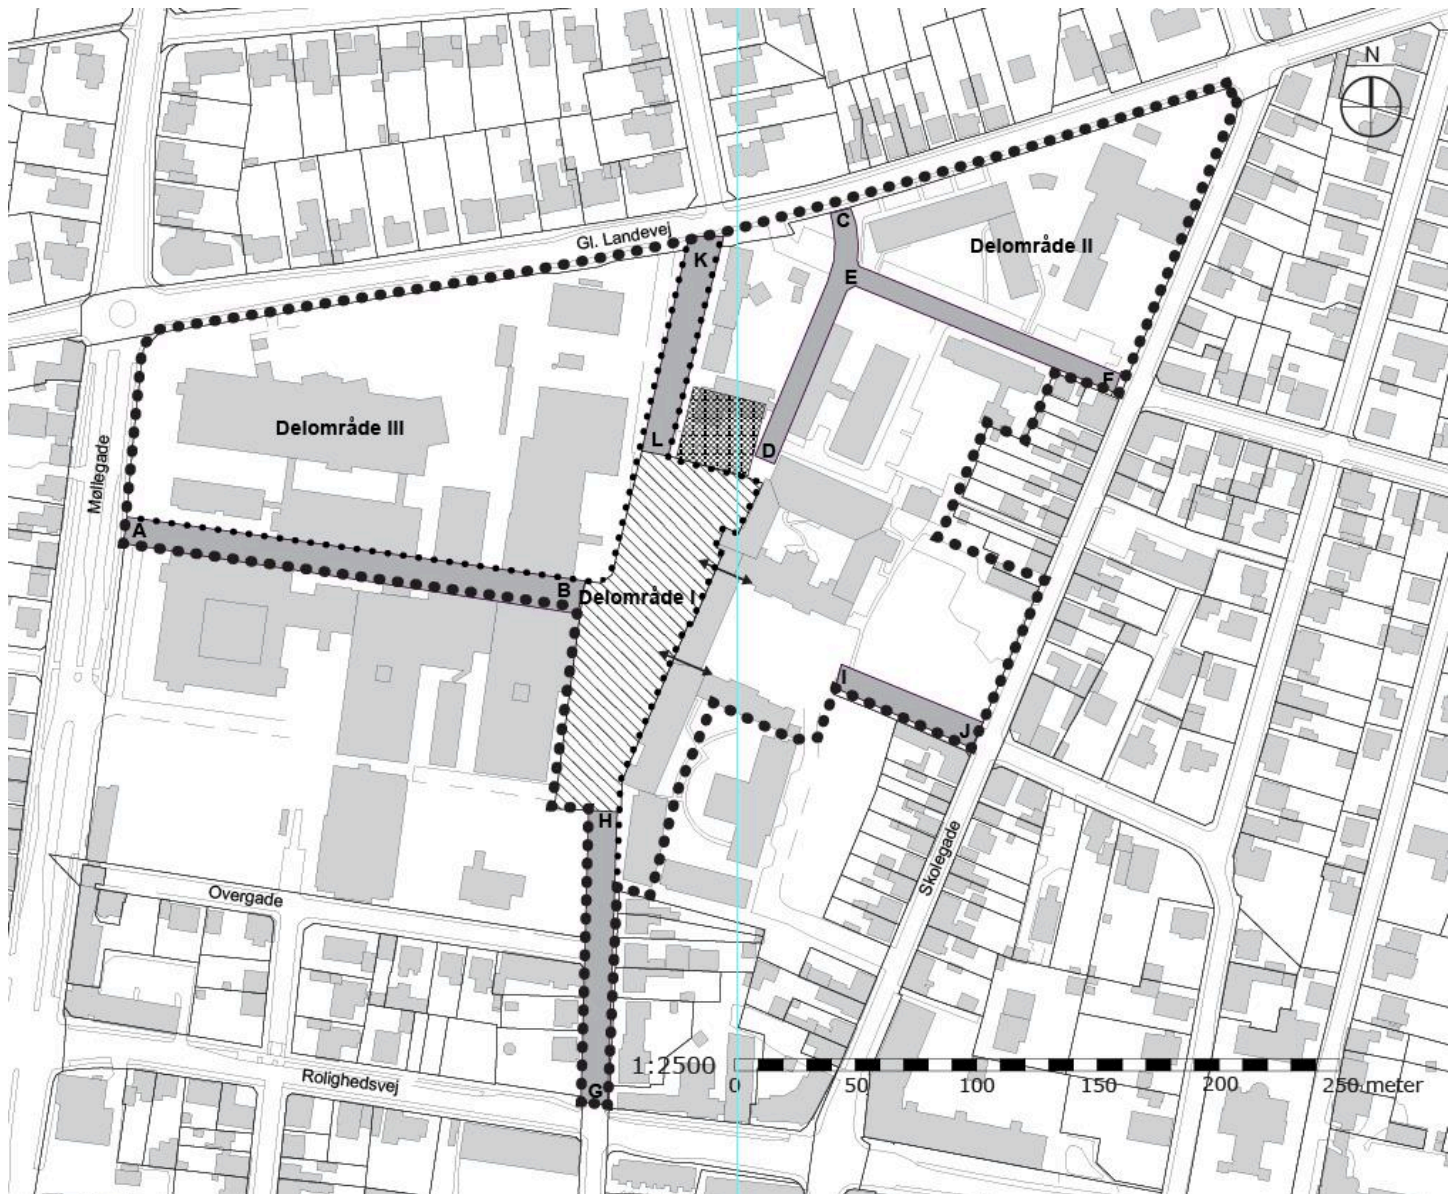 N
C
Gl. Landevej
Delområde II
K
E
F
Delområde III
L
D
Møllegade
A
B
Delområde I
I
J
H
Skolegade
Overgade
1:2500
0
50
100
150
200
250 meter
Rolighedsvej
G